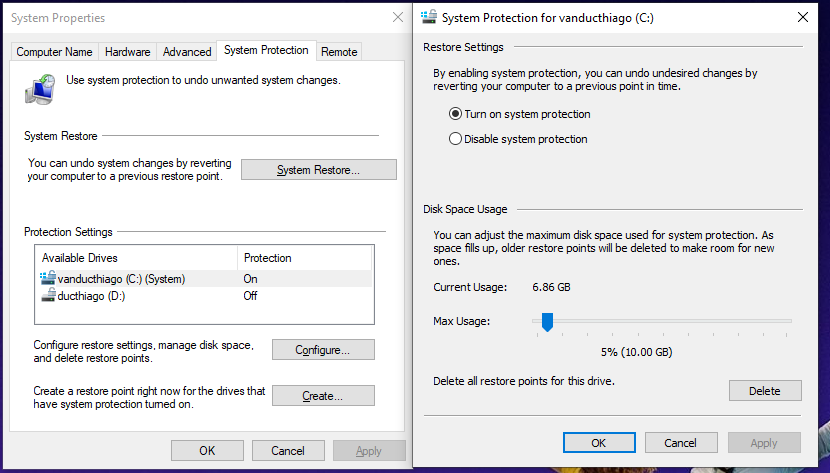 System Properties
Computer Name
Hardware
Advanced
System Protection
Remote
Use system protection to undo unwanted system changes.
System Restore
You can undo system changes by reverting
your computer to a previous restore point.
System Restore...
Protection Settings
Available Drives
Protection
vanducthiago (C:) (System)
On
ducthiago (D:)
Off
Configure restore settings, manage disk space,
and delete restore points.
Configure...
Create a restore point right now for the drives that
have system protection turned on.
Create...
OK
Cancel
Apply
System Protection for vanducthiago (C:)
Restore Settings
By enabling system protection, you can undo undesired changes by
reverting your computer to a previous point in time.
Turn on system protection
Disable system protection
Disk Space Usage
You can adjust the maximum disk space used for system protection. As
space fills up, older restore points will be deleted to make room for new
ones.
Current Usage:
6.86 GB
Max Usage:
5% (10.00 GB)
Delete all restore points for this drive.
Delete
OK
Cancel
Apply